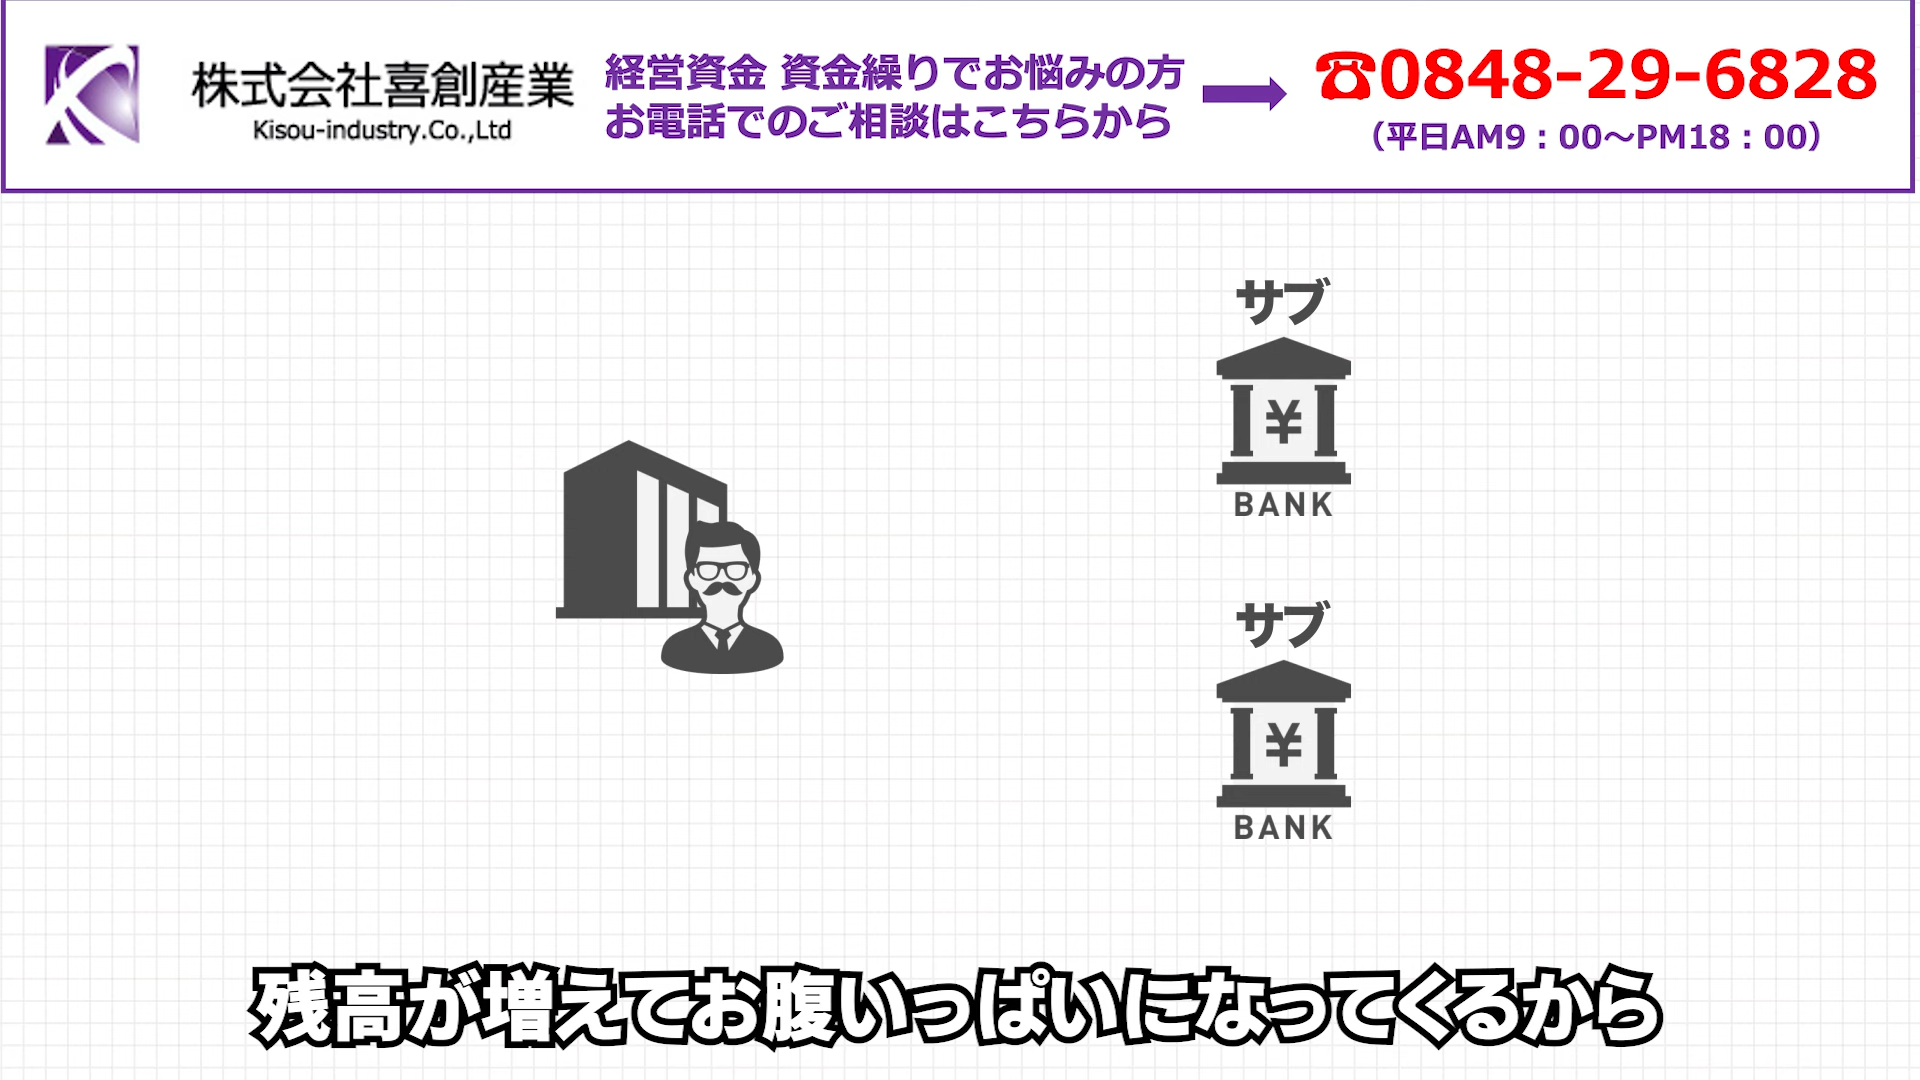 株式会社喜創産業
Kisou-industry.Co.,Ltd
経営資金 資金繰りでお悩みの方
お電話でのご相談はこちらから
☎0848-29-6828
（平日AM9：00～PM18：00）
サブ
¥
BANK
サブ
¥
BANK
残高が増えてお腹いっぱいになってくるから